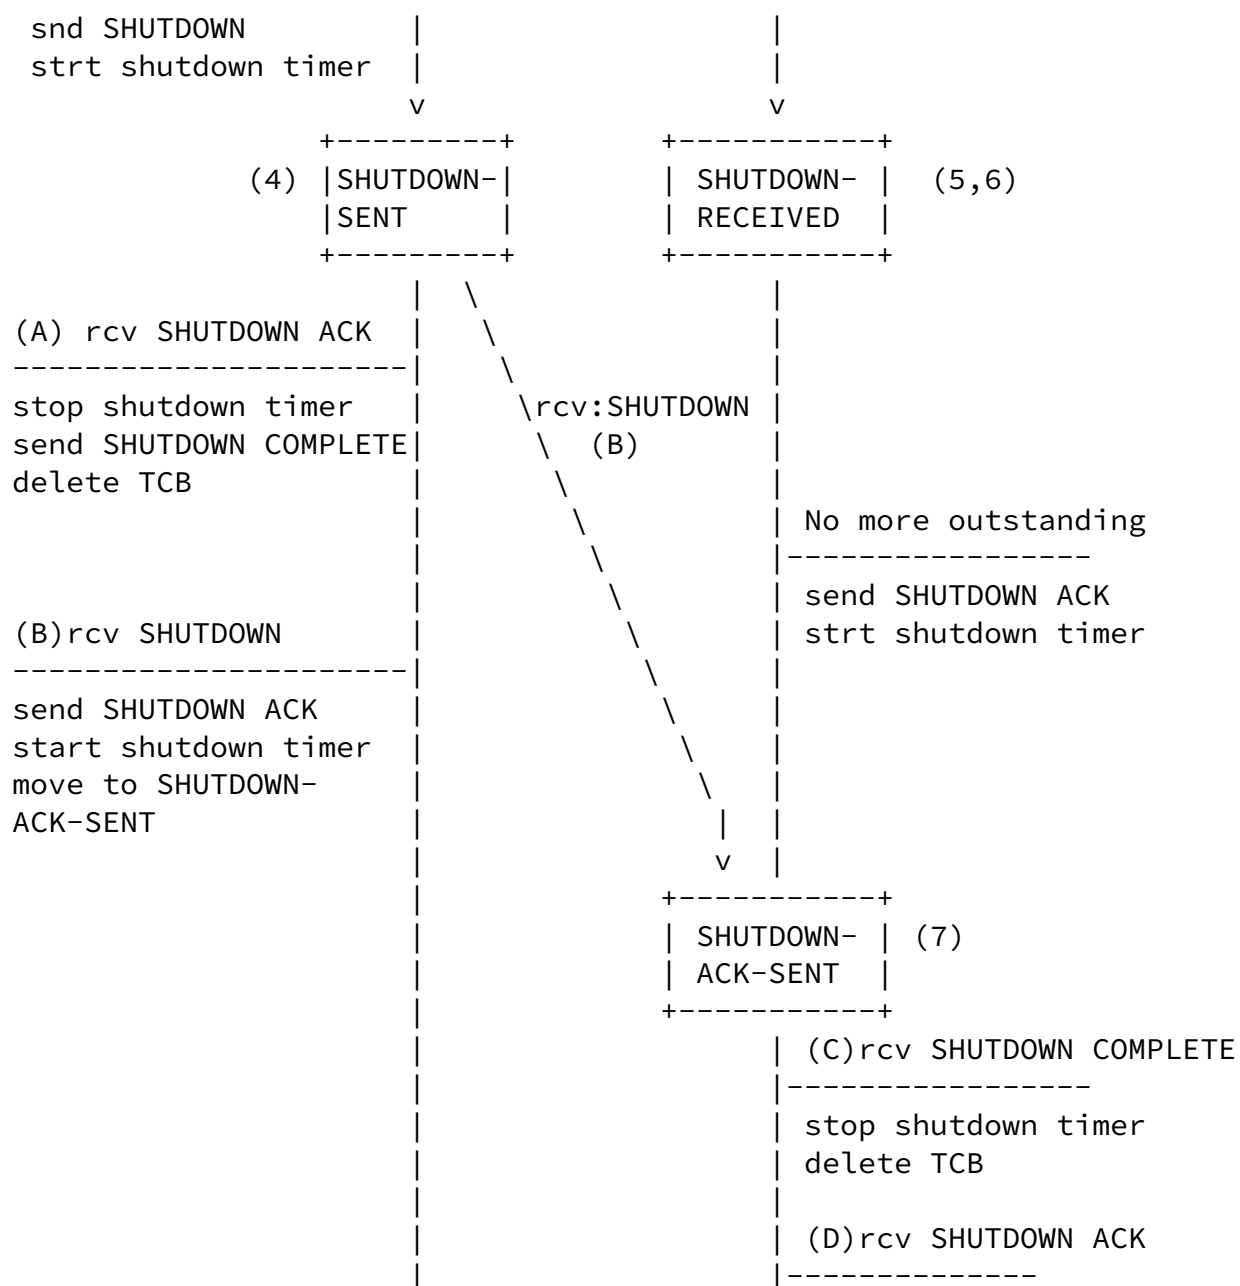 snd SHUTDOWN              |                   |
 strt shutdown timer  |                   |
                      v                   v
                 +---------+        +-----------+
             (4) |SHUTDOWN-|        | SHUTDOWN- |  (5,6)
                 |SENT     |        | RECEIVED  |
                 +---------+        +-----------+
                      |  \                |
(A) rcv SHUTDOWN ACK  |   \               |
----------------------|    \              |
stop shutdown timer   |     \rcv:SHUTDOWN |
send SHUTDOWN COMPLETE|      \  (B)       |
delete TCB            |       \           |
                      |        \          | No more outstanding
                      |         \         |-----------------
                      |          \        | send SHUTDOWN ACK
(B)rcv SHUTDOWN       |           \       | strt shutdown timer
----------------------|            \      |
send SHUTDOWN ACK     |             \     |
start shutdown timer  |              \    |
move to SHUTDOWN-     |               \   |
ACK-SENT              |                |  |
                      |                v  |
                      |             +-----------+
                      |             | SHUTDOWN- | (7)
                      |             | ACK-SENT  |
                      |             +-----------+
                      |                   | (C)rcv SHUTDOWN COMPLETE
                      |                   |-----------------
                      |                   | stop shutdown timer
                      |                   | delete TCB
                      |                   |
                      |                   | (D)rcv SHUTDOWN ACK
                      |                   |--------------